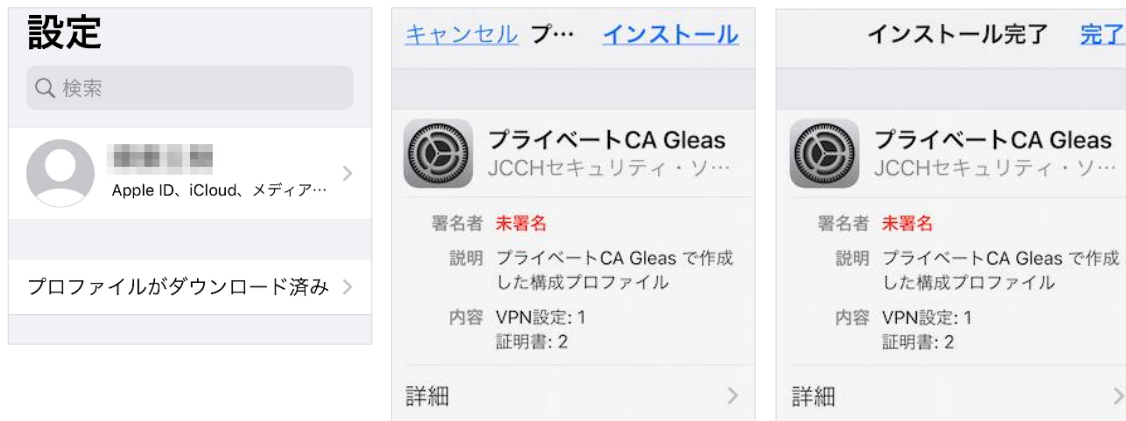 設定
検索
Apple ID、iCloud、メディア…
プロファイルがダウンロード済み
キャンセル プ… インストール
プライベートCA Gleas
JCCHセキュリティ・ソ…
署名者 未署名
説明 プライベートCA Gleas で作成
した構成プロファイル
内容 VPN設定: 1
証明書: 2
詳細
インストール完了 完了
プライベートCA Gleas
JCCHセキュリティ・ソ…
署名者 未署名
説明 プライベートCA Gleas で作成
した構成プロファイル
内容 VPN設定: 1
証明書: 2
詳細